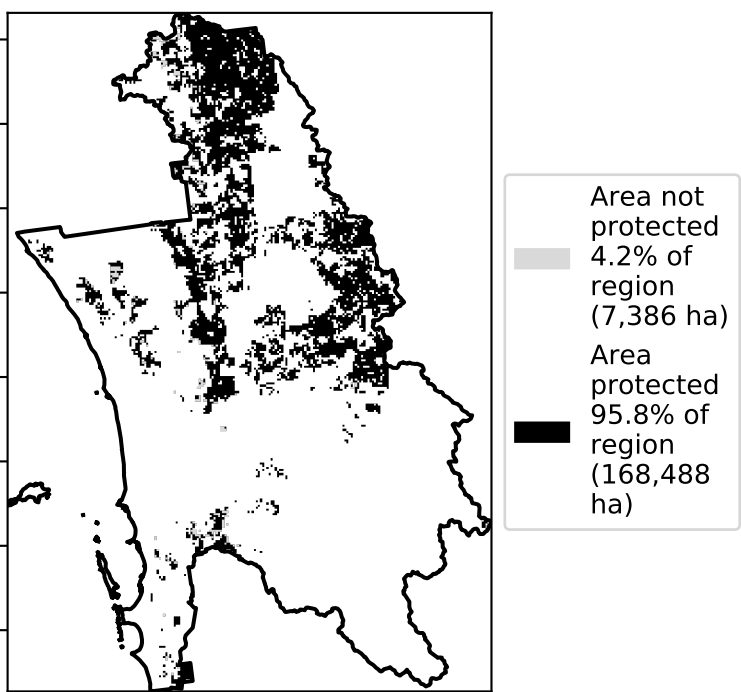 Area not
protected
4.2% of
region
(7,386 ha)
Area
protected
95.8% of
region
(168,488
ha)